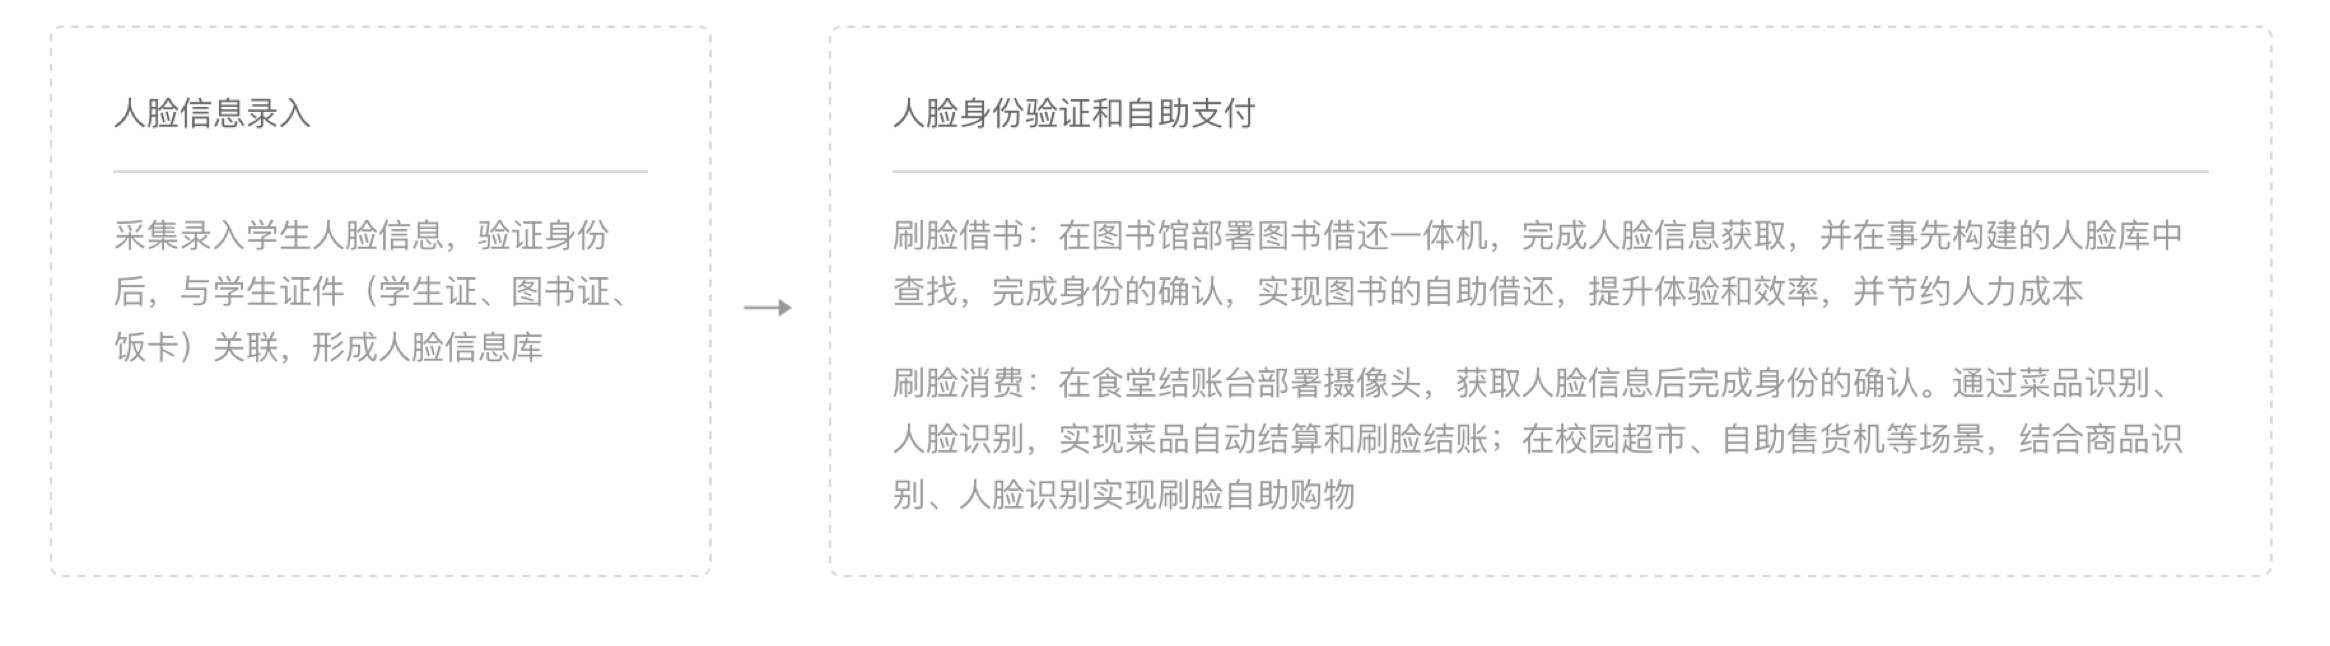 人脸信息录入
采集录入学生人脸信息，验证身份
后，与学生证件（学生证、图书证、
饭卡）关联，形成人脸信息库
人脸身份验证和自助支付
刷脸借书：在图书馆部署图书借还一体机，完成人脸信息获取，并在事先构建的人脸库中
查找，完成身份的确认，实现图书的自助借还，提升体验和效率，并节约人力成本
刷脸消费：在食堂结账台部署摄像头，获取人脸信息后完成身份的确认。通过菜品识别、
人脸识别，实现菜品自动结算和刷脸结账；在校园超市、自助售货机等场景，结合商品识
别、人脸识别实现刷脸自助购物